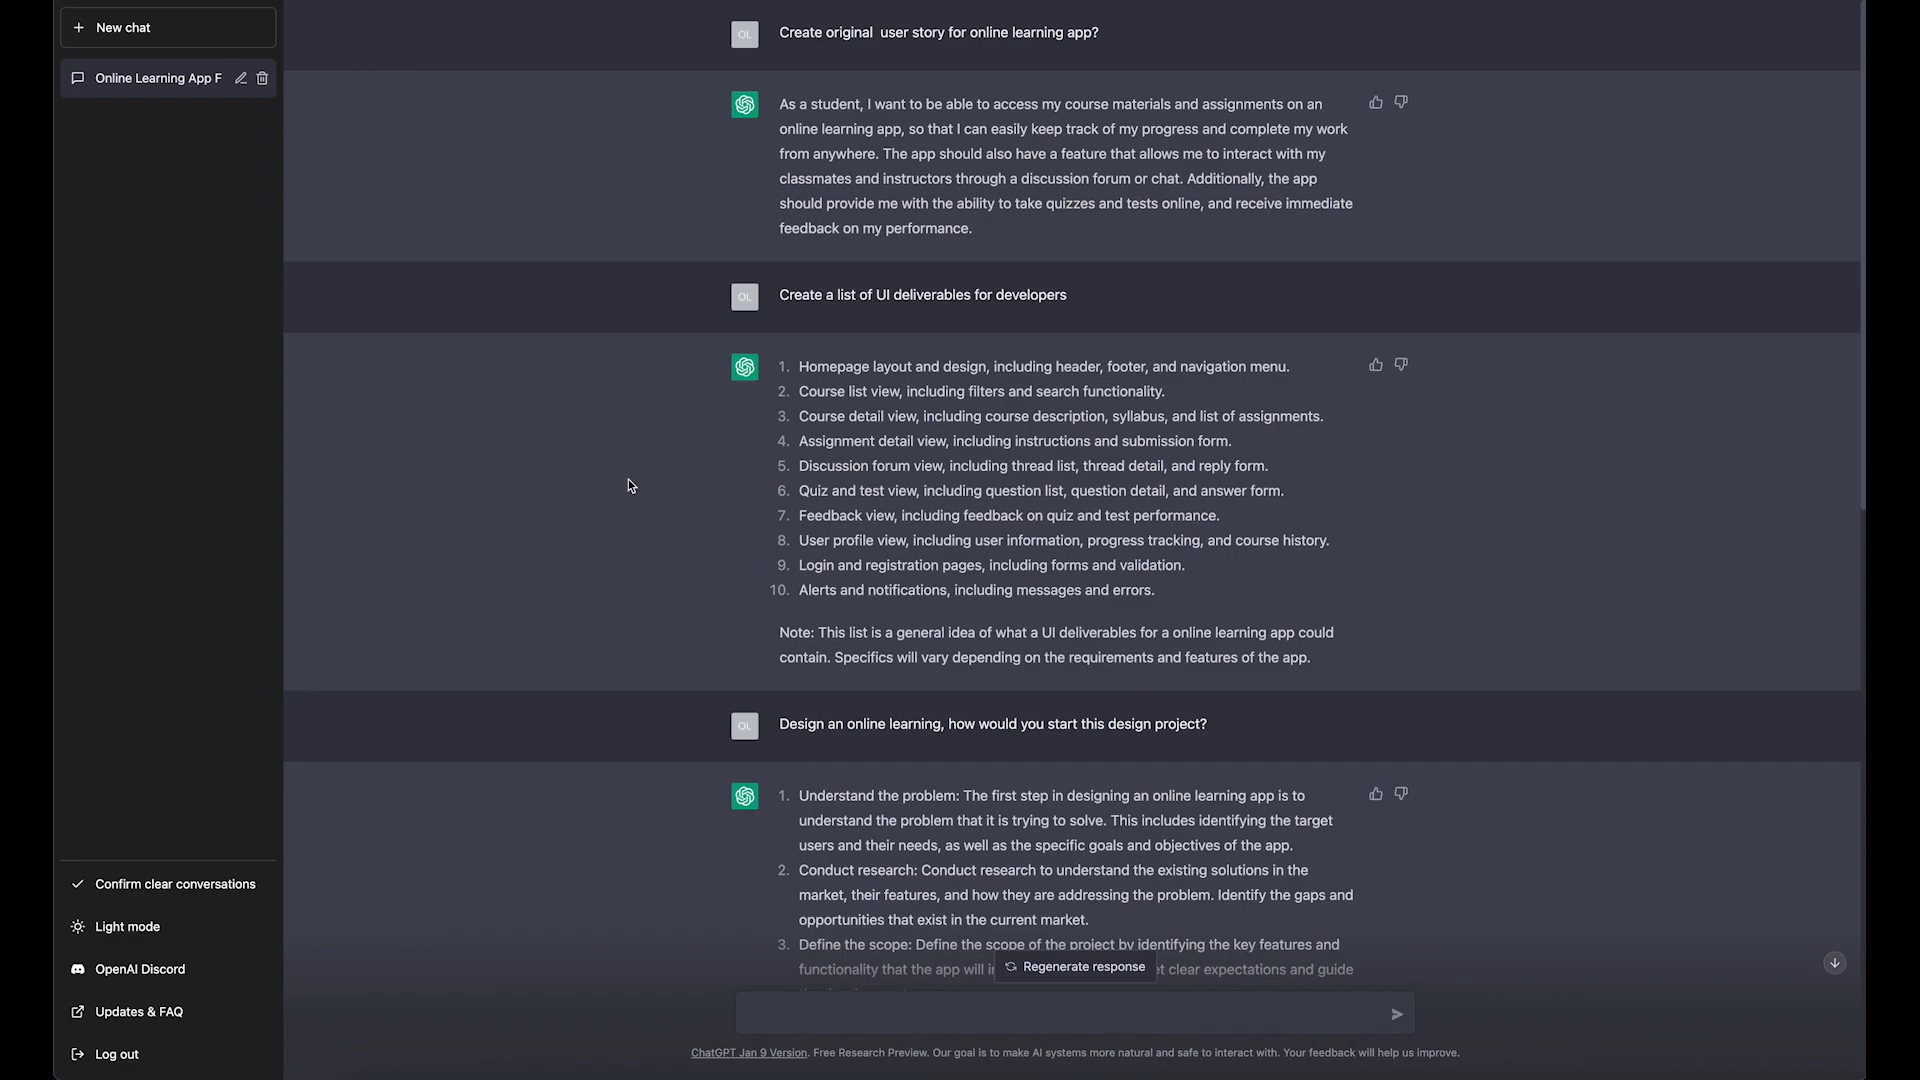 New chat
Online Learning App F
Confirm clear conversations
Light mode
OpenAI Discord
Updates & FAQ
Log out
OL
Create original user story for online learning app?
As a student, I want to be able to access my course materials and assignments on an
online learning app, so that I can easily keep track of my progress and complete my work
from anywhere. The app should also have a feature that allows me to interact with my
classmates and instructors through a discussion forum or chat. Additionally, the app
should provide me with the ability to take quizzes and tests online, and receive immediate
feedback on my performance.
OL
Create a list of UI deliverables for developers
1. Homepage layout and design, including header, footer, and navigation menu.
2. Course list view, including filters and search functionality.
3. Course detail view, including course description, syllabus, and list of assignments.
4. Assignment detail view, including instructions and submission form.
5. Discussion forum view, including thread list, thread detail, and reply form.
6. Quiz and test view, including question list, question detail, and answer form.
7. Feedback view, including feedback on quiz and test performance.
8. User profile view, including user information, progress tracking, and course history.
9. Login and registration pages, including forms and validation.
10. Alerts and notifications, including messages and errors.
Note: This list is a general idea of what a UI deliverables for a online learning app could
contain. Specifics will vary depending on the requirements and features of the app.
OL
Design an online learning, how would you start this design project?
1. Understand the problem: The first step in designing an online learning app is to
understand the problem that it is trying to solve. This includes identifying the target
users and their needs, as well as the specific goals and objectives of the app.
2. Conduct research: Conduct research to understand the existing solutions in the
market, their features, and how they are addressing the problem. Identify the gaps and
opportunities that exist in the current market.
3. Define the scope: Define the scope of the project by identifying the key features and
functionality that the app will
clear expectations and guide
Regenerate response
ChatGPT Jan 9 Version. Free Research Preview. Our goal is to make AI systems more natural and safe to interact with. Your feedback will help us improve.